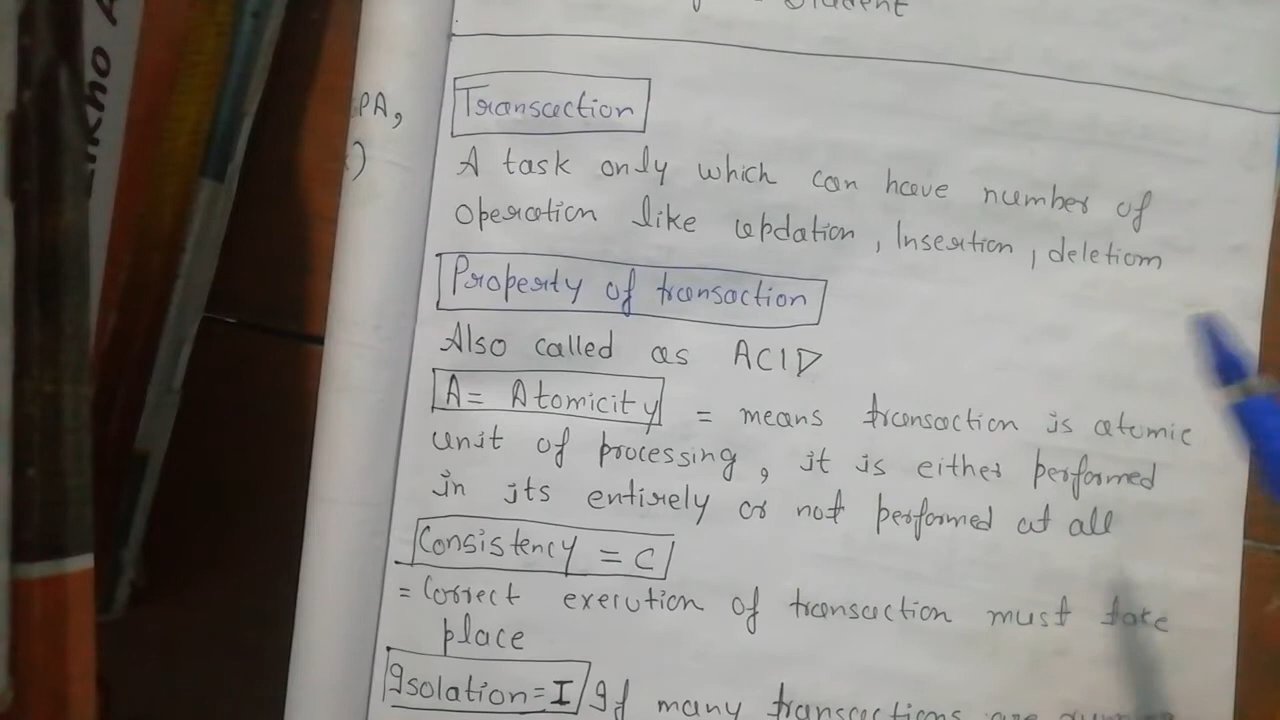 Student
PA,
Transaction
A task only which can have number of
operation like updation, Insertion, deletion
Property of transaction
Also called as ACID
A = Atomicity = means transaction is atomic
unit of processing, it is either performed
in its entirely or not performed at all
Consistency = C
= Correct execution of transaction must take
place
Isolation = I If many transactions are